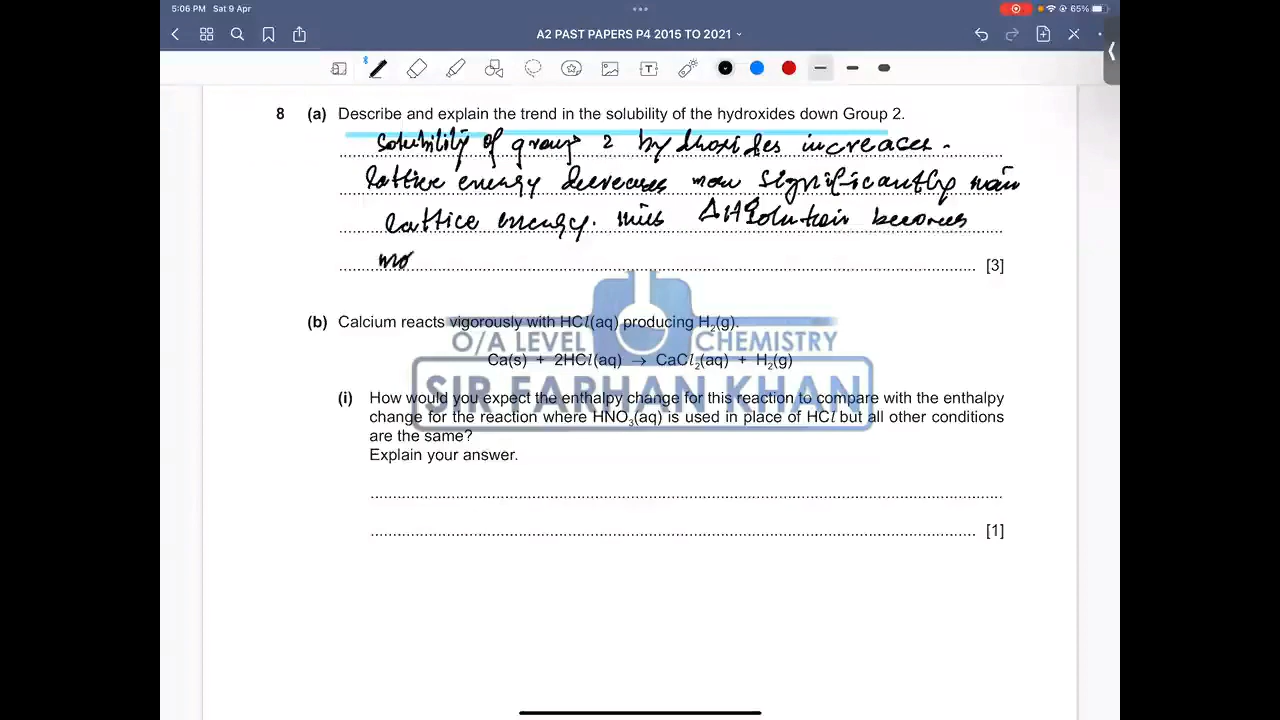 5:06 PM Sat 9 Apr
65%
A2 PAST PAPERS P4 2015 TO 2021
8 (a) Describe and explain the trend in the solubility of the hydroxides down Group 2.
solubility of group 2 hydroxides increases.
lattice energy decreases more significantly than
lattice energy. thus ΔHsolution becomes
mo
[3]
(b) Calcium reacts vigorously with HCl(aq) producing H₂(g).
O/A LEVEL CHEMISTRY
Ca(s) + 2HCl(aq) → CaCl₂(aq) + H₂(g)
SIR FARHAN KHAN
(i) How would you expect the enthalpy change for this reaction to compare with the enthalpy
change for the reaction where HNO₃(aq) is used in place of HCl but all other conditions
are the same?
Explain your answer.
[1]